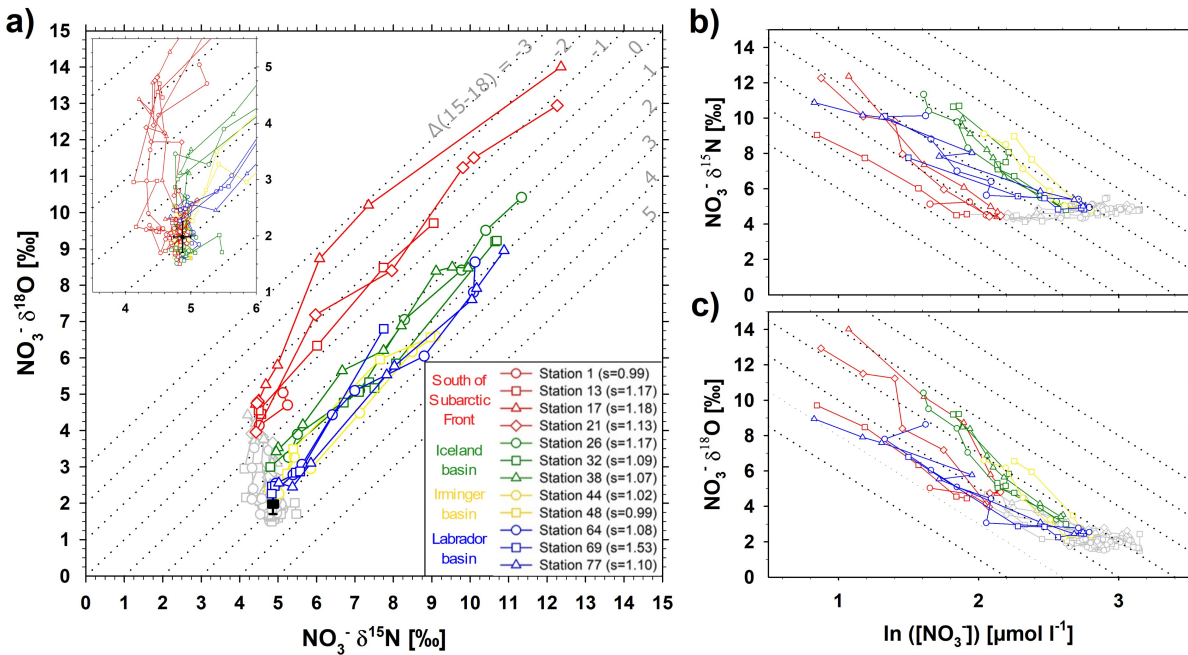 a)
15
14
13
12
11
10
9
8
7
6
5
4
3
2
1
0
NO3- δ18O [‰]
0 1 2 3 4 5 6 7 8 9 10 11 12 13 14 15
NO3- δ15N [‰]
5
4
3
2
1
4 5 6
Δ(15-18) = -3
-2
-1
0
1
2
3
4
5
South of
Subarctic
Front
Iceland
basin
Irminger
basin
Labrador
basin
Station 1 (s=0.99)
Station 13 (s=1.17)
Station 17 (s=1.18)
Station 21 (s=1.13)
Station 26 (s=1.17)
Station 32 (s=1.09)
Station 38 (s=1.07)
Station 44 (s=1.02)
Station 48 (s=0.99)
Station 64 (s=1.08)
Station 69 (s=1.53)
Station 77 (s=1.10)
b)
14
12
10
8
6
4
2
0
NO3- δ15N [‰]
c)
14
12
10
8
6
4
2
0
NO3- δ18O [‰]
1 2 3
ln ([NO3-]) [µmol l-1]